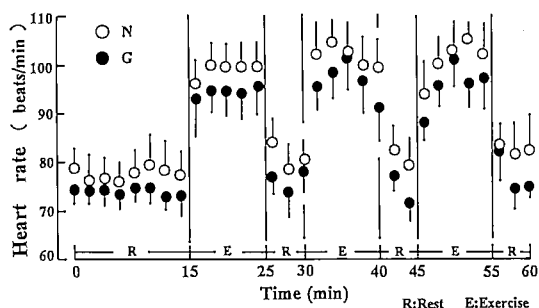 Heart rate ( beats/min)
110
100
90
80
70
60
N
G
R E R E R E R
0 15 25 30 40 45 55 60
Time (min)
R:Rest E:Exercise